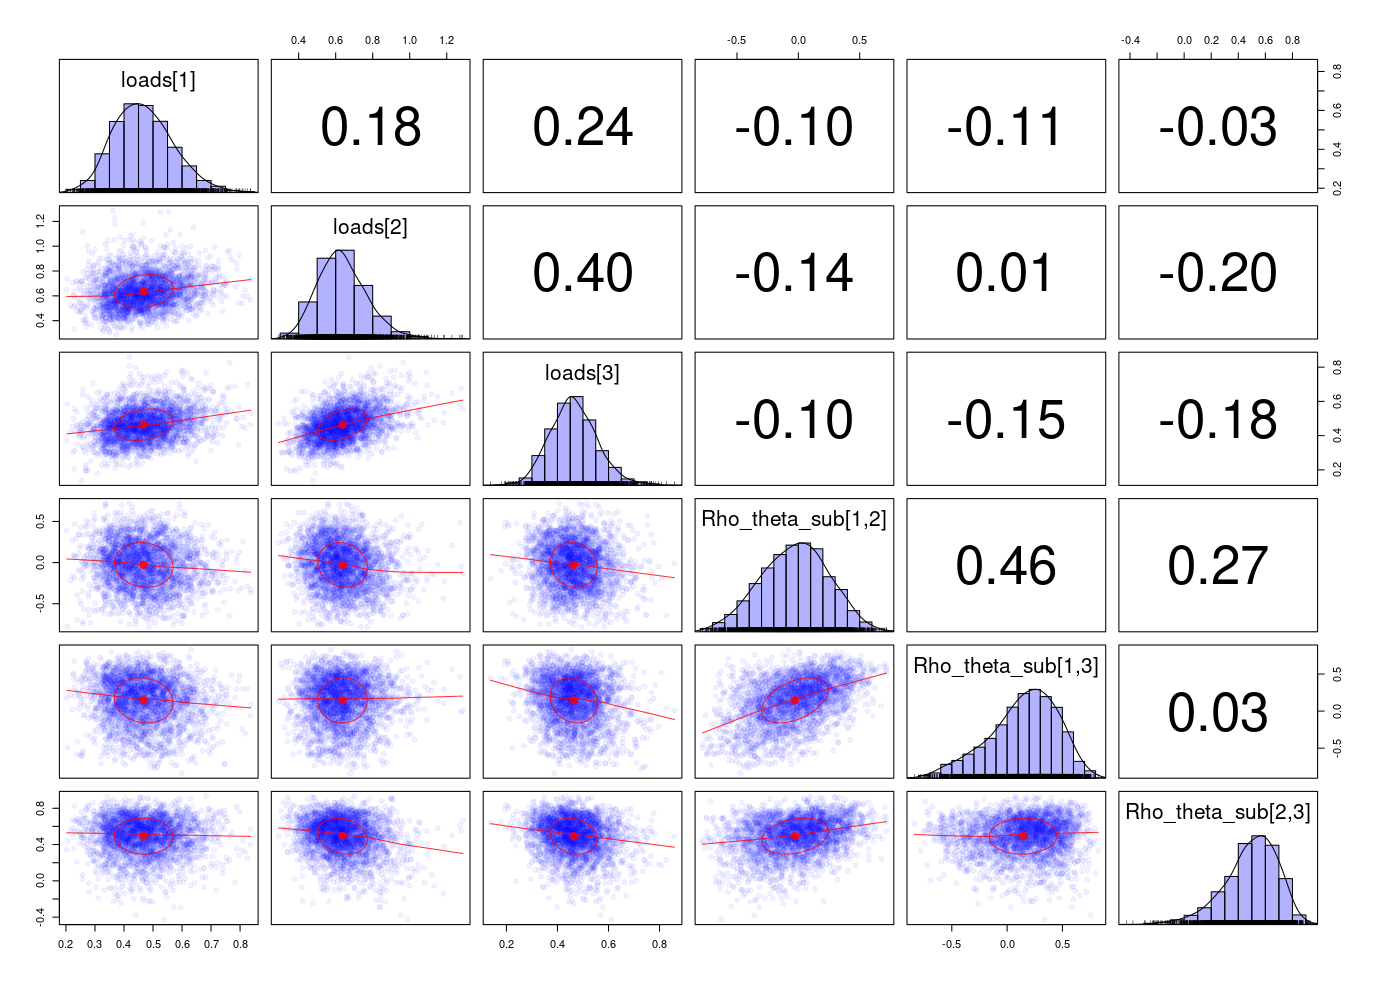 0.4 0.6 0.8 1.0 1.2
-0.5 0.0 0.5
-0.4 0.0 0.2 0.4 0.6 0.8
loads[1]
0.18
0.24
-0.10
-0.11
-0.03
0.2 0.4 0.6 0.8
0.4 0.6 0.8 1.0 1.2
loads[2]
0.40
-0.14
0.01
-0.20
loads[3]
-0.10
-0.15
-0.18
0.2 0.4 0.6 0.8
-0.5 0.0 0.5
Rho_theta_sub[1,2]
0.46
0.27
Rho_theta_sub[1,3]
0.03
-0.5 0.0 0.5
-0.4 0.0 0.4 0.8
Rho_theta_sub[2,3]
0.2 0.3 0.4 0.5 0.6 0.7 0.8
0.2 0.4 0.6 0.8
-0.5 0.0 0.5